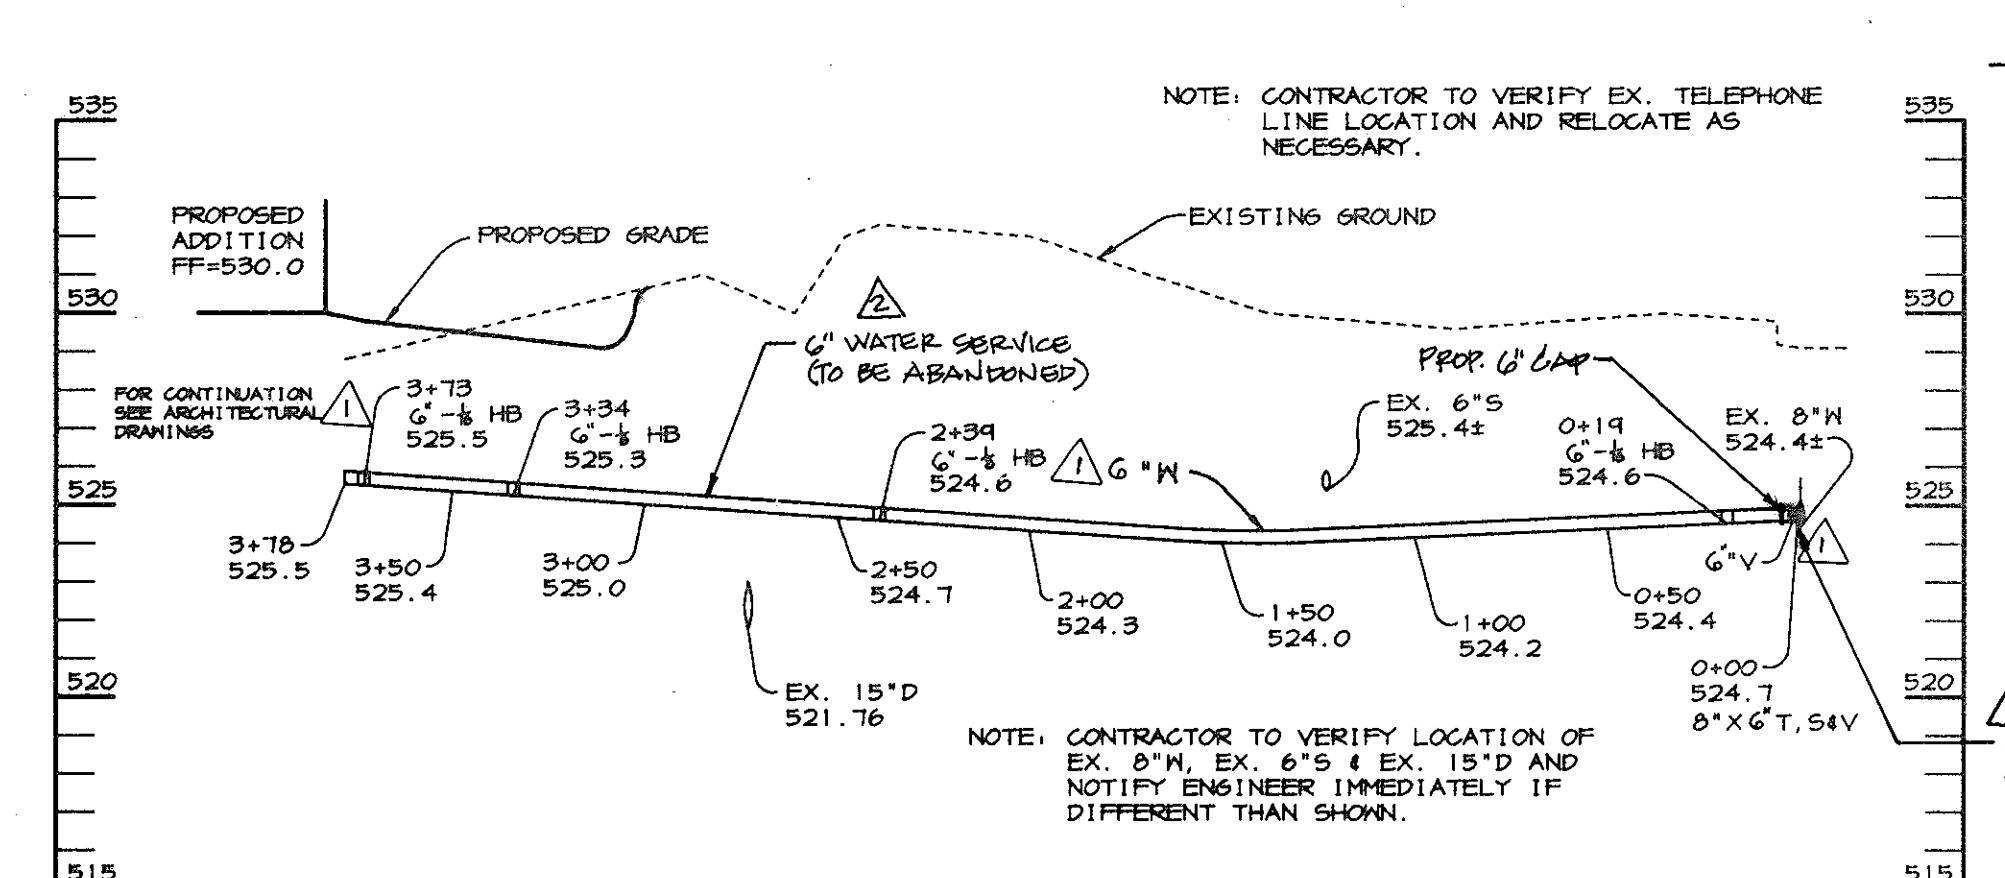 NOTE: CONTRACTOR TO VERIFY EX. TELEPHONE
LINE LOCATION AND RELOCATE AS
NECESSARY.
535
535
PROPOSED
ADDITION
FF=530.0
PROPOSED GRADE
EXISTING GROUND
530
530
2
6" WATER SERVICE
(TO BE ABANDONED)
PROP. 6" CAP
FOR CONTINUATION
SEE ARCHITECTURAL
DRAWINGS
1
3+73
6"-⅛ HB
525.5
3+34
6"-⅛ HB
525.3
2+39
6"-⅛ HB
524.6
1
6"W
EX. 6"S
525.4±
0+19
6"-⅛ HB
524.6
EX. 8"W
524.4±
525
525
3+78
525.5
3+50
525.4
3+00
525.0
2+50
524.7
2+00
524.3
1+50
524.0
1+00
524.2
0+50
524.4
6"V
1
0+00
524.7
8"X6"T, S&V
EX. 15"D
521.76
520
520
NOTE: CONTRACTOR TO VERIFY LOCATION OF
EX. 8"W, EX. 6"S & EX. 15"D AND
NOTIFY ENGINEER IMMEDIATELY IF
DIFFERENT THAN SHOWN.
515
515